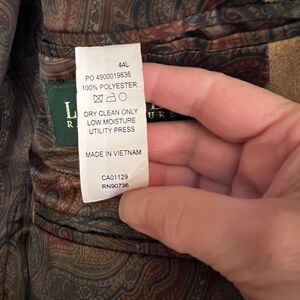 44L
PO 4900019836
100% POLYESTER
DRY CLEAN ONLY
LOW MOISTURE
UTILITY PRESS
MADE IN VIETNAM
CA01129
RN90736